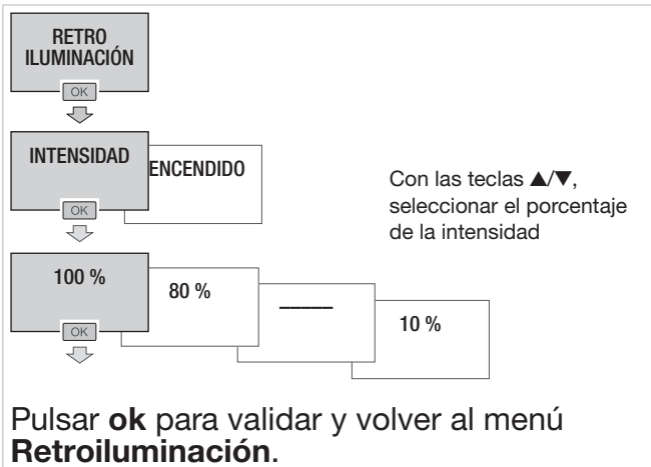 RETRO
ILUMINACIÓN
OK
INTENSIDAD
ENCENDIDO
OK
Con las teclas ▲/▼,
seleccionar el porcentaje
de la intensidad
100 %
80 %
_____
10 %
OK
Pulsar ok para validar y volver al menú
Retroiluminación.